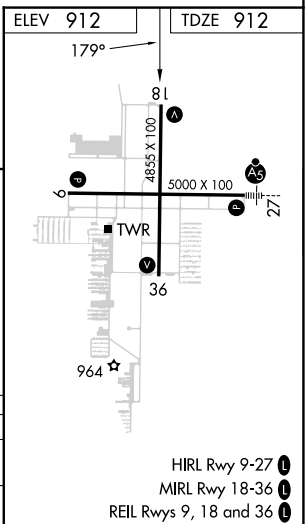 ELEV 912
TDZE 912
179°
18
V
4855 X 100
5000 X 100
A5
P
9
P
27
TWR
V
36
964
HIRL Rwy 9-27 L
MIRL Rwy 18-36 L
REIL Rwys 9, 18 and 36 L